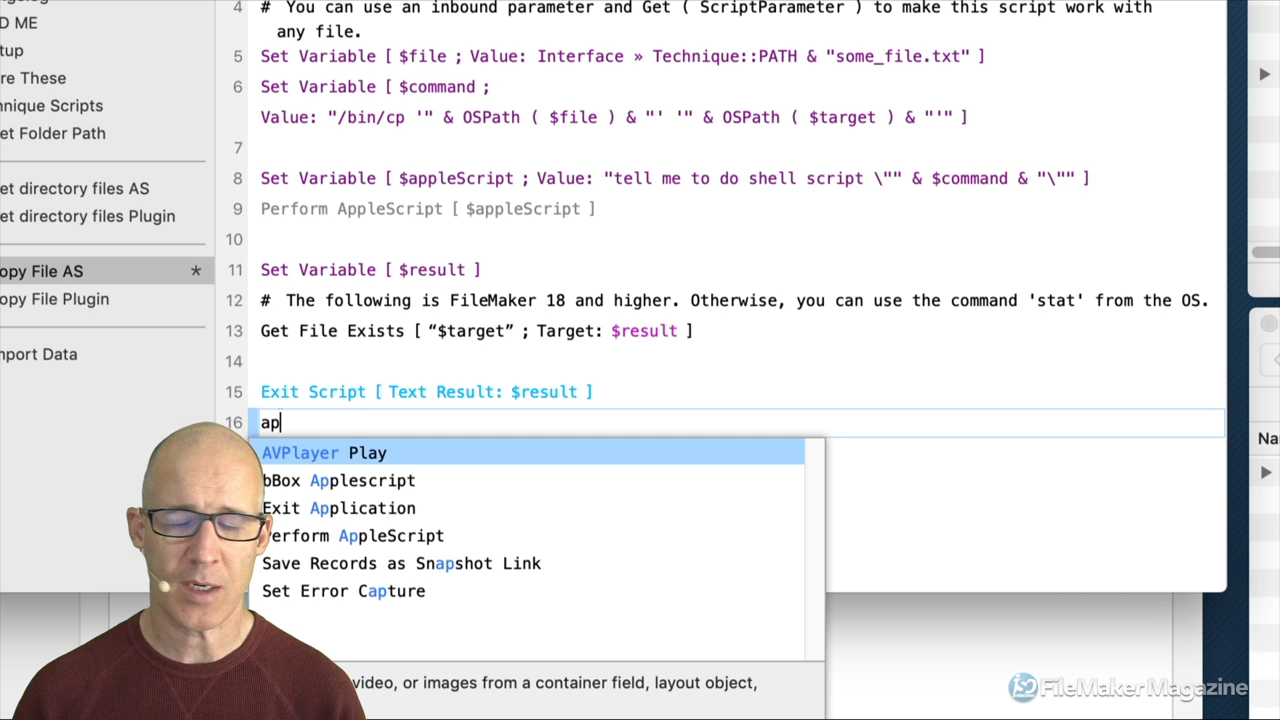 4 # You can use an inbound parameter and Get ( ScriptParameter ) to make this script work with
any file.
5 Set Variable [ $file ; Value: Interface » Technique::PATH & "some_file.txt" ]
6 Set Variable [ $command ;
Value: "/bin/cp '" & OSPath ( $file ) & "' '" & OSPath ( $target ) & "'" ]
7
8 Set Variable [ $appleScript ; Value: "tell me to do shell script \"" & $command & "\"" ]
9 Perform AppleScript [ $appleScript ]
10
11 Set Variable [ $result ]
12 # The following is FileMaker 18 and higher. Otherwise, you can use the command 'stat' from the OS.
13 Get File Exists [ “$target” ; Target: $result ]
14
15 Exit Script [ Text Result: $result ]
16 ap
AVPlayer Play
bBox Applescript
Exit Application
erform AppleScript
Save Records as Snapshot Link
Set Error Capture
video, or images from a container field, layout object,
D ME
tup
re These
nnique Scripts
et Folder Path
et directory files AS
et directory files Plugin
opy File AS *
opy File Plugin
mport Data
Na
FileMaker Magazine